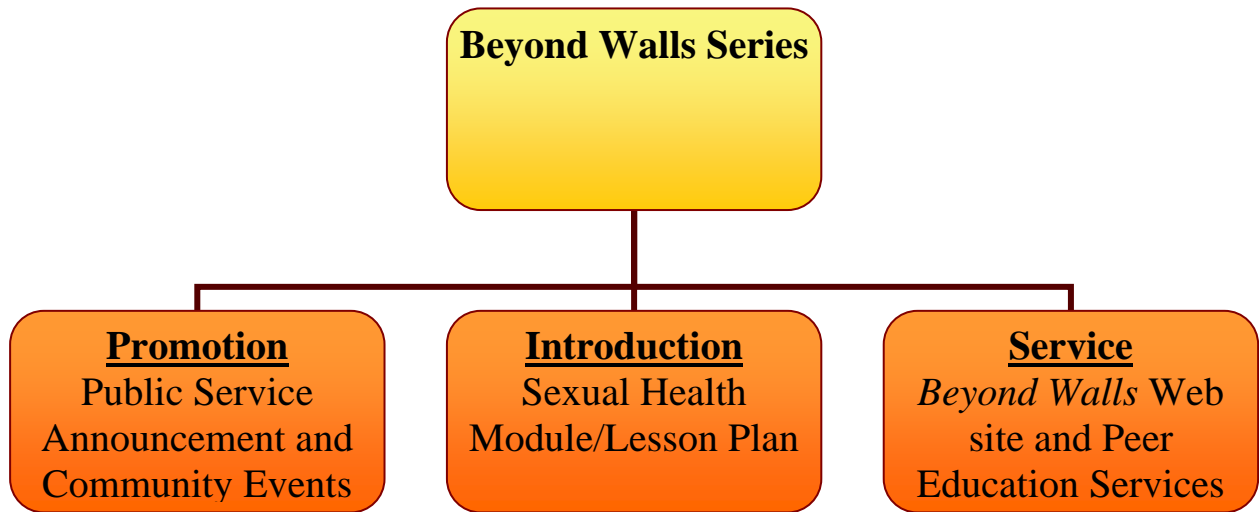 Beyond Walls Series
Promotion
Public Service
Announcement and
Community Events
Introduction
Sexual Health
Module/Lesson Plan
Service
Beyond Walls Web
site and Peer
Education Services